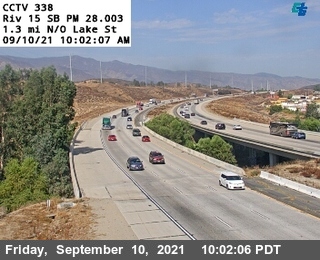 CCTV 338
Riv 15 SB PM 28.003
1.3 mi N/O Lake St
09/10/21 10:02:07 AM
Friday, September 10, 2021 10:02:06 PDT